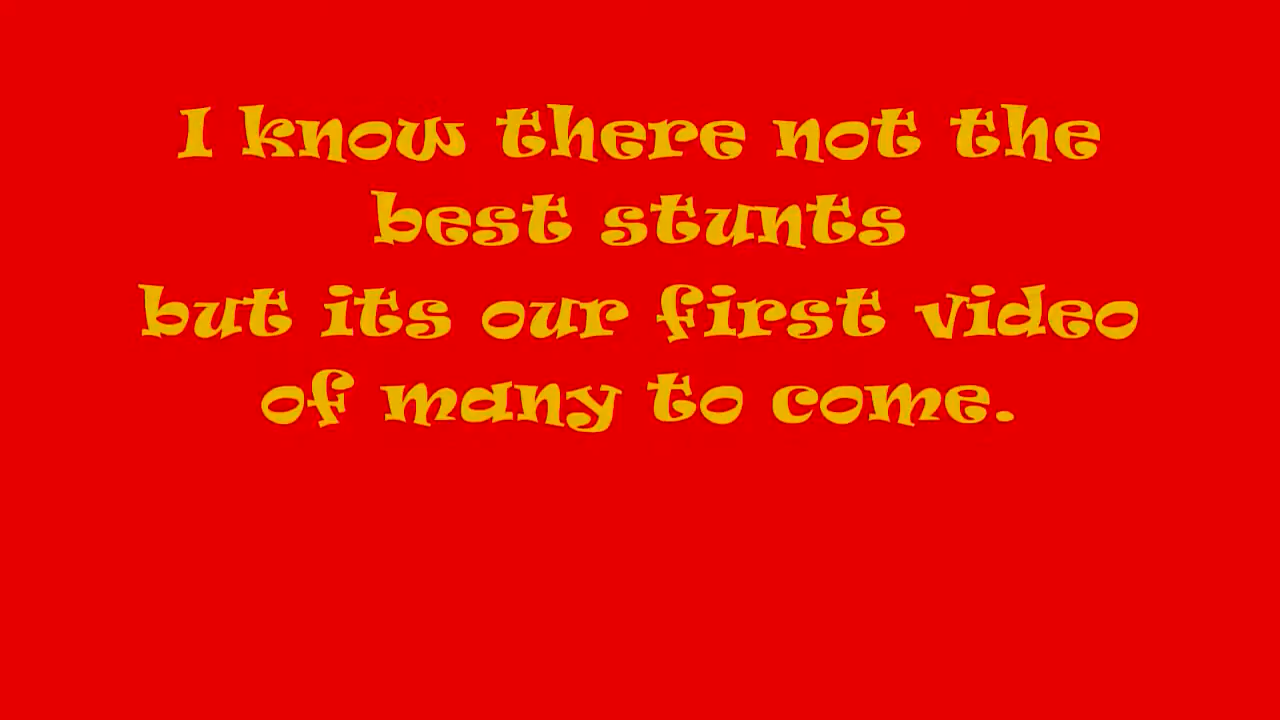 I know there not the
best stunts
but its our first video
of many to come.